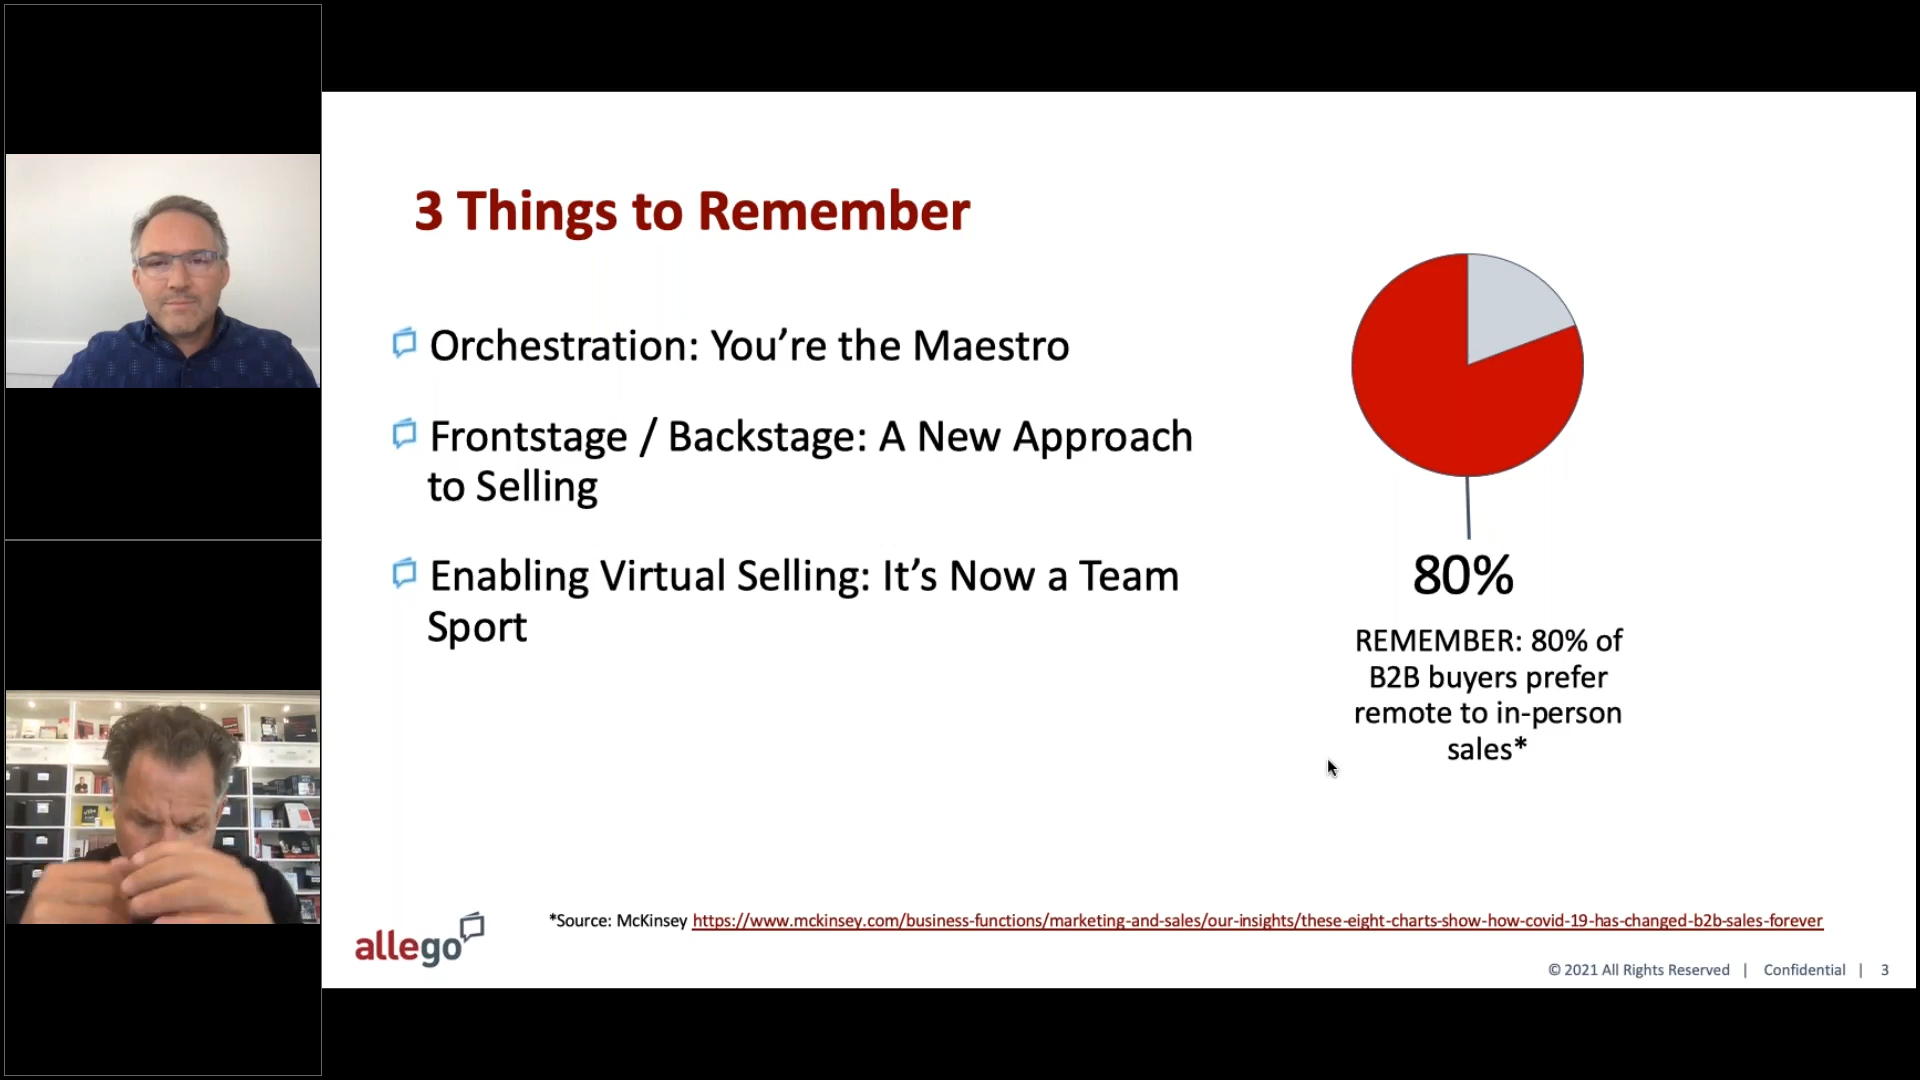 3 Things to Remember
Orchestration: You’re the Maestro
Frontstage / Backstage: A New Approach
to Selling
Enabling Virtual Selling: It’s Now a Team
Sport
80%
REMEMBER: 80% of
B2B buyers prefer
remote to in-person
sales*
*Source: McKinsey https://www.mckinsey.com/business-functions/marketing-and-sales/our-insights/these-eight-charts-show-how-covid-19-has-changed-b2b-sales-forever
allego
© 2021 All Rights Reserved | Confidential | 3